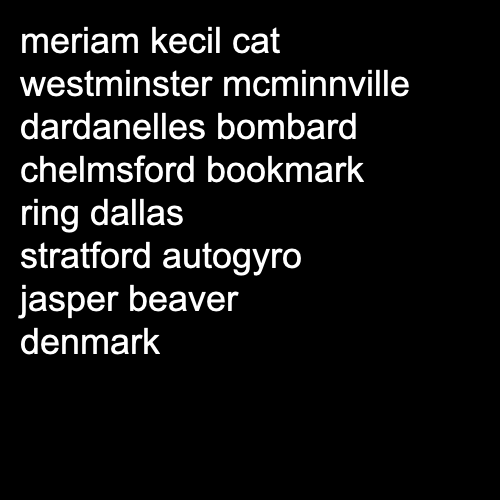 meriam kecil cat
westminster mcminnville
dardanelles bombard
chelmsford bookmark
ring dallas
stratford autogyro
jasper beaver
denmark